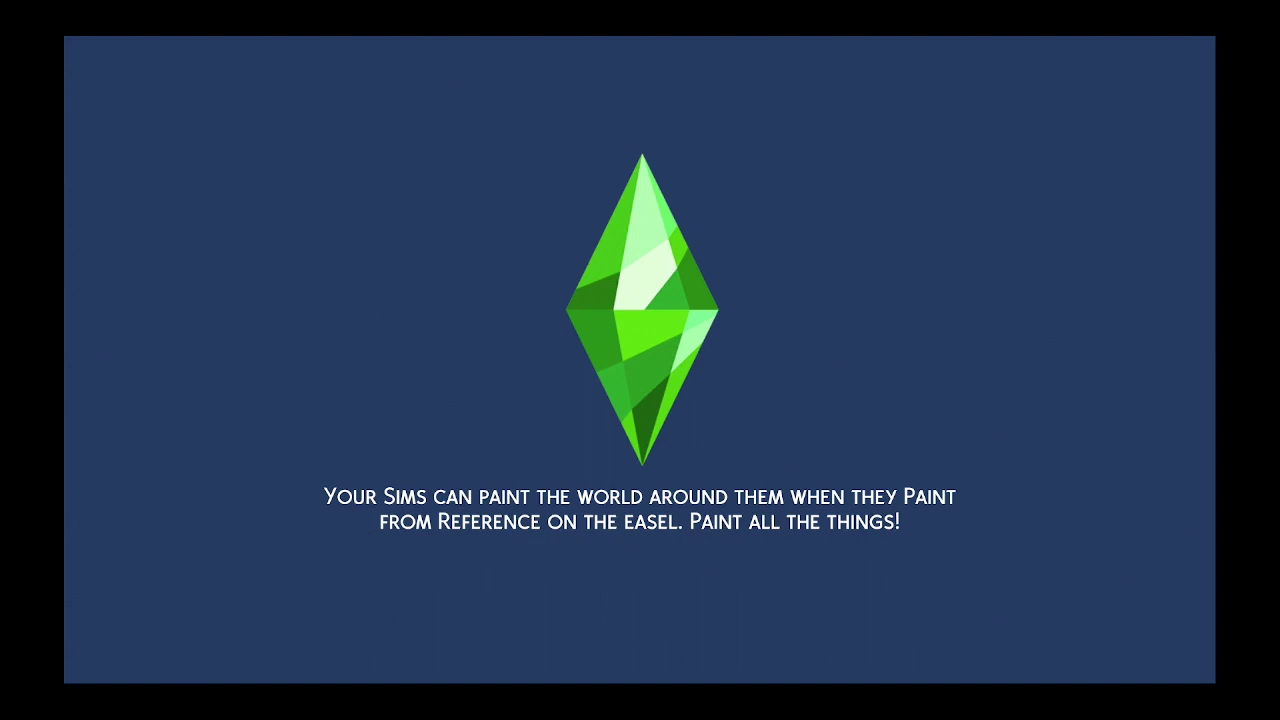 Your Sims can paint the world around them when they Paint
from Reference on the easel. Paint all the things!